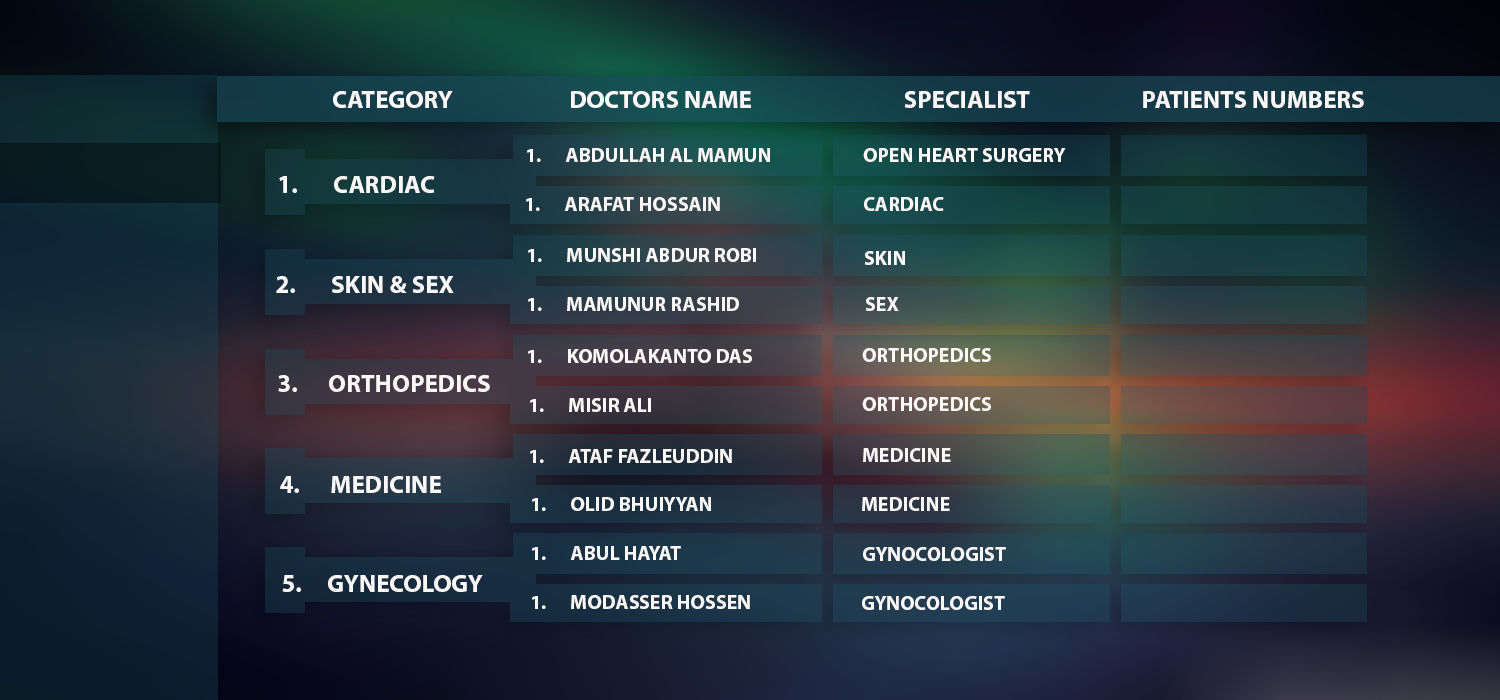 CATEGORY DOCTORS NAME SPECIALIST PATIENTS NUMBERS
1. CARDIAC
1. ABDULLAH AL MAMUN OPEN HEART SURGERY
1. ARAFAT HOSSAIN CARDIAC
2. SKIN & SEX
1. MUNSHI ABDUR ROBI SKIN
1. MAMUNUR RASHID SEX
3. ORTHOPEDICS
1. KOMOLAKANTO DAS ORTHOPEDICS
1. MISIR ALI ORTHOPEDICS
4. MEDICINE
1. ATAF FAZLEUDDIN MEDICINE
1. OLID BHUIYYAN MEDICINE
5. GYNECOLOGY
1. ABUL HAYAT GYNOCOLOGIST
1. MODASSER HOSSEN GYNOCOLOGIST